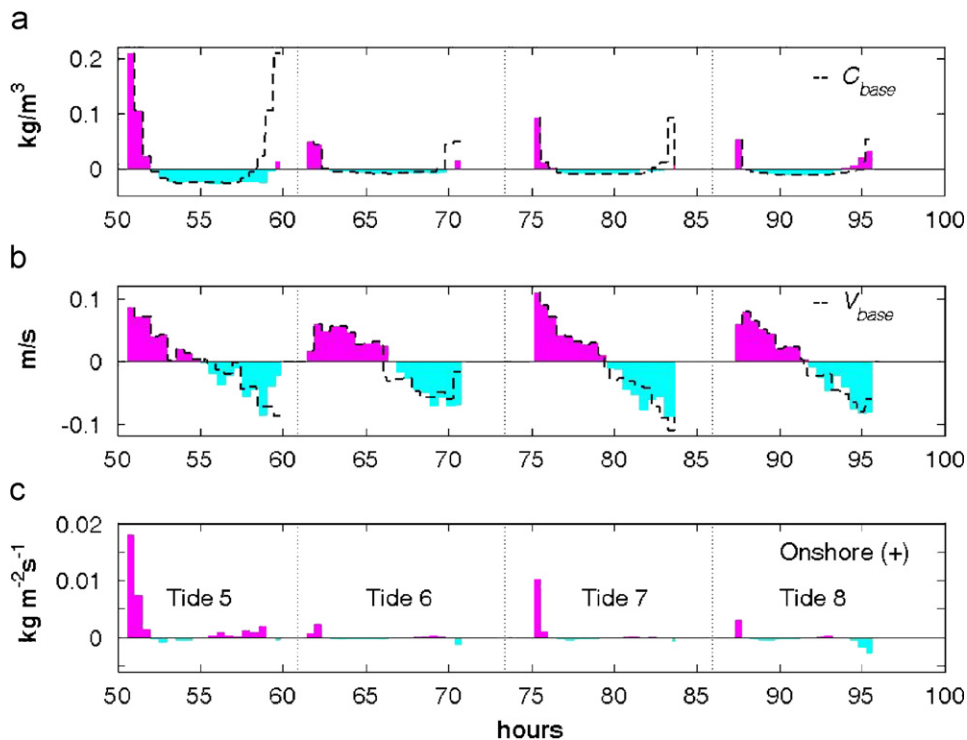 a
kg/m³
0.2
0.1
0
C_base
50 55 60 65 70 75 80 85 90 95 100
b
m/s
0.1
0
-0.1
V_base
50 55 60 65 70 75 80 85 90 95 100
c
kg m⁻²s⁻¹
0.02
0.01
0
Onshore (+)
Tide 5 Tide 6 Tide 7 Tide 8
50 55 60 65 70 75 80 85 90 95 100
hours